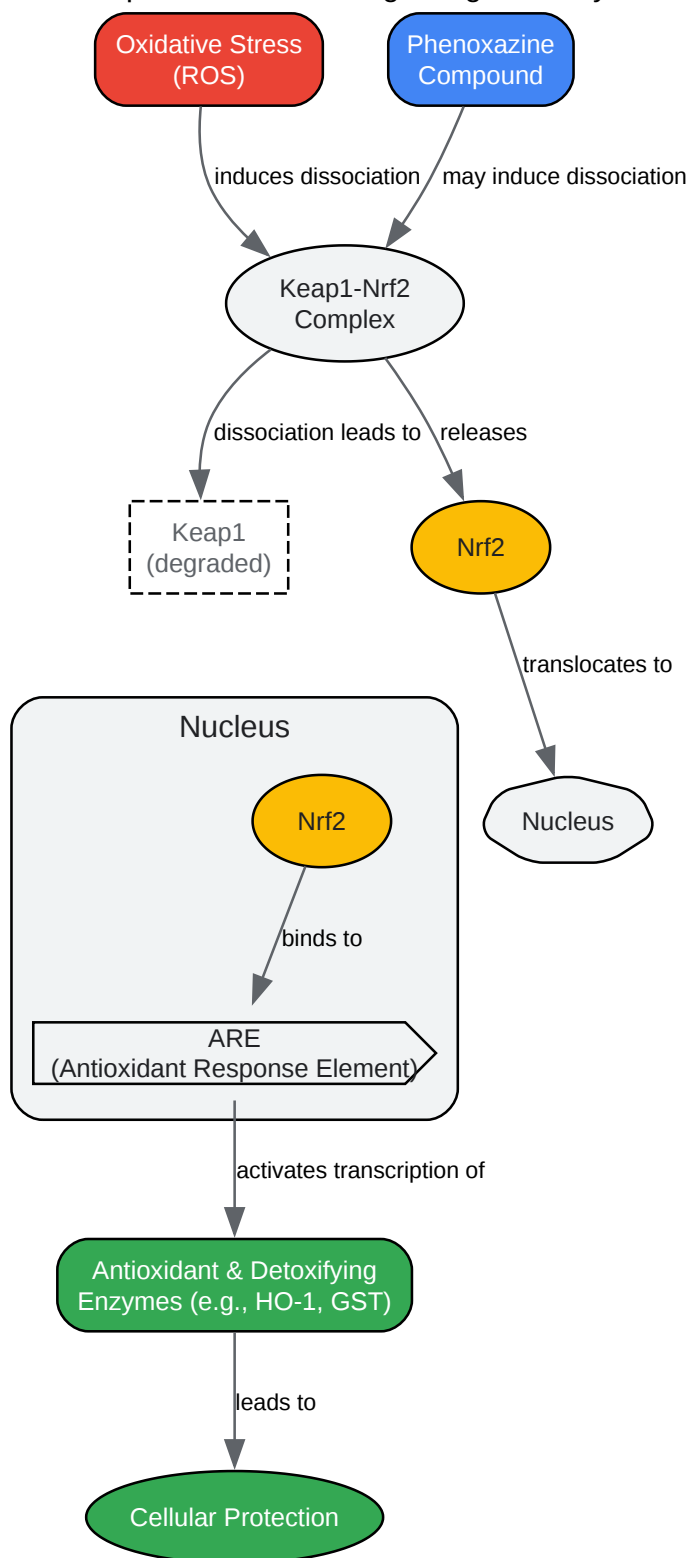 Oxidative Stress
(ROS)
Phenoxazine
Compound
induces dissociation
may induce dissociation
Keap1-Nrf2
Complex
dissociation leads to
releases
Keap1
(degraded)
Nrf2
translocates to
Nucleus
Nrf2
Nucleus
binds to
ARE
(Antioxidant Response Element)
activates transcription of
Antioxidant & Detoxifying
Enzymes (e.g., HO-1, GST)
leads to
Cellular Protection